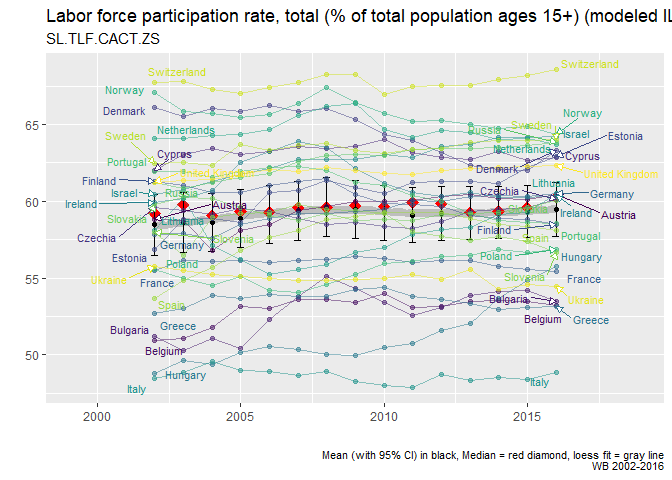 Labor force participation rate, total (% of total population ages 15+) (modeled IL
SL.TLF.CACT.ZS
Switzerland
Switzerland
Norway
Norway
Denmark
Netherlands
Russia
Sweden
Israel
Estonia
Sweden
Cyprus
Netherlands
Cyprus
Portugal
Denmark
United Kingdom
United Kingdom
Finland
Lithuania
Israel
Russia
Czechia
Germany
Ireland
Austria
Ireland
Austria
Slovakia
Lithuania
Finland
Czechia
Germany
Slovenia
Spain
Portugal
Estonia
Poland
Poland
Hungary
Ukraine
France
Slovenia
France
Spain
Bulgaria
Ukraine
Bulgaria
Greece
Belgium
Greece
Belgium
Hungary
Italy
Italy
65
60
55
50
2000
2005
2010
2015
Mean (with 95% CI) in black, Median = red diamond, loess fit = gray line
WB 2002-2016